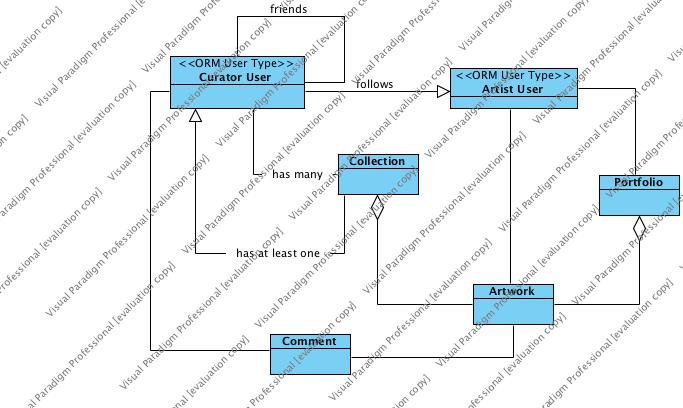 friends
<<ORM User Type>>
Curator User
<<ORM User Type>>
Artist User
follows
Collection
has many
Portfolio
has at least one
Artwork
Comment
Visual Paradigm Professional [evaluation copy]